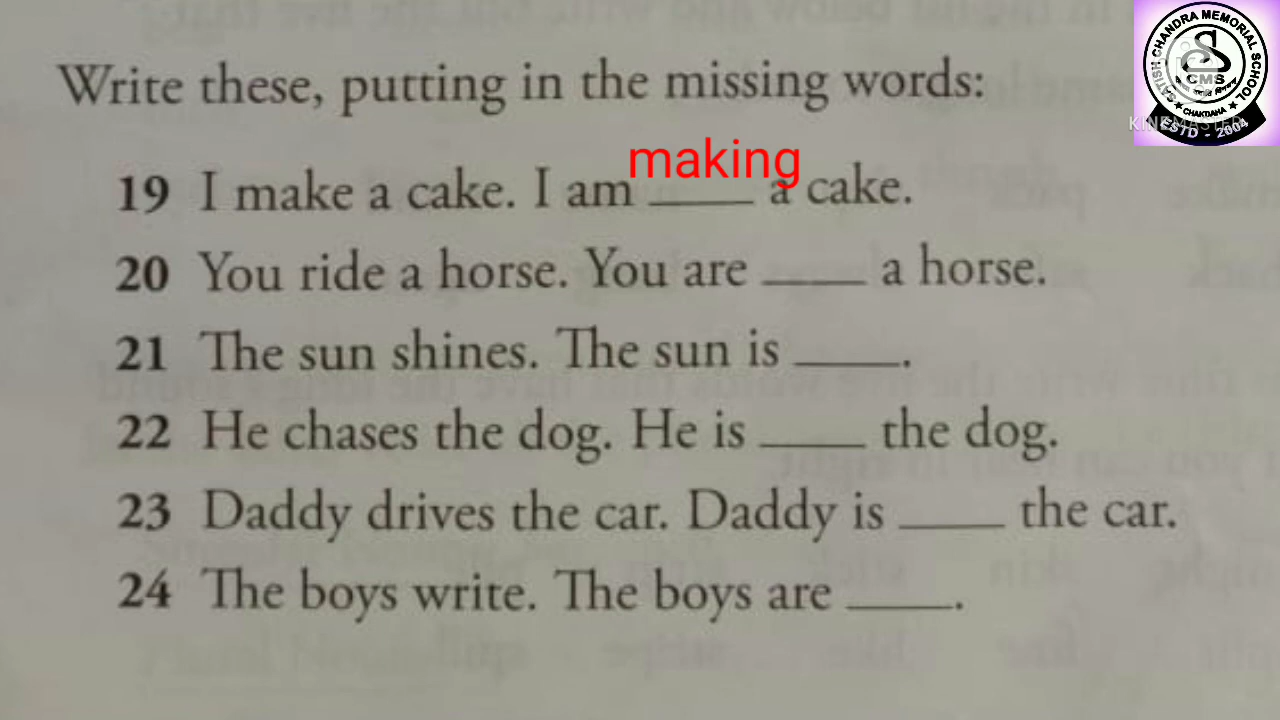 Write these, putting in the missing words:
making
19 I make a cake. I am ____ a cake.
20 You ride a horse. You are ____ a horse.
21 The sun shines. The sun is ____.
22 He chases the dog. He is ____ the dog.
23 Daddy drives the car. Daddy is ____ the car.
24 The boys write. The boys are ____.
SATISH CHANDRA MEMORIAL SCHOOL
S
CMS
CHAKDAHA
ESTD - 2004
KINEMASTER